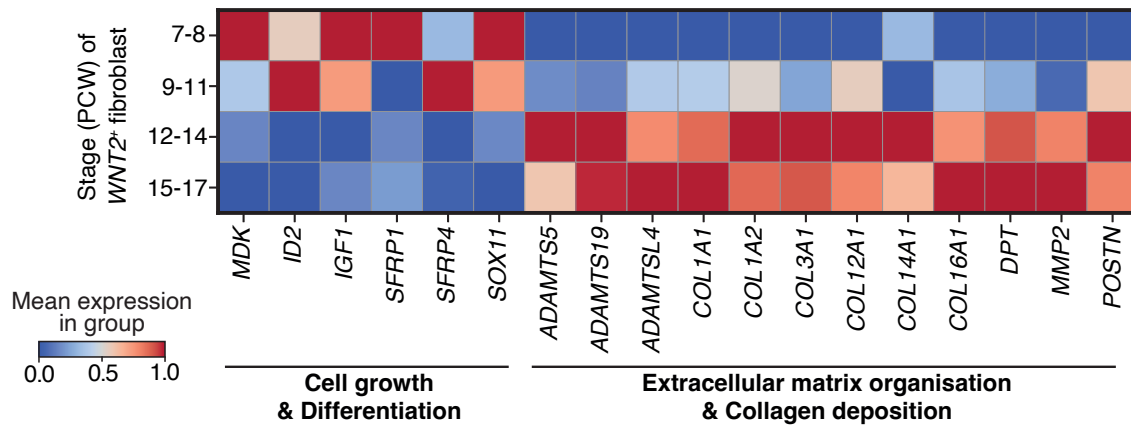 Stage (PCW) of
WNT2+ fibroblast
7-8
9-11
12-14
15-17
MDK
ID2
IGF1
SFRP1
SFRP4
SOX11
ADAMTS5
ADAMTS19
ADAMTSL4
COL1A1
COL1A2
COL3A1
COL12A1
COL14A1
COL16A1
DPT
MMP2
POSTN
Mean expression
in group
0.0 0.5 1.0
Cell growth
& Differentiation
Extracellular matrix organisation
& Collagen deposition